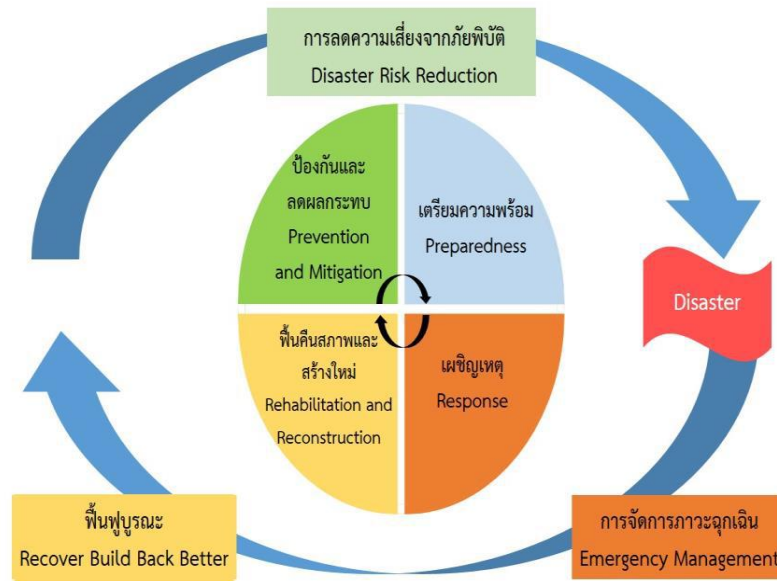 การลดความเสี่ยงจากภัยพิบัติ
Disaster Risk Reduction
ป้องกันและ
ลดผลกระทบ
Prevention
and Mitigation
เตรียมความพร้อม
Preparedness
Disaster
ฟื้นคืนสภาพและ
สร้างใหม่
Rehabilitation and
Reconstruction
เผชิญเหตุ
Response
ฟื้นฟูบูรณะ
Recover Build Back Better
การจัดการภาวะฉุกเฉิน
Emergency Management